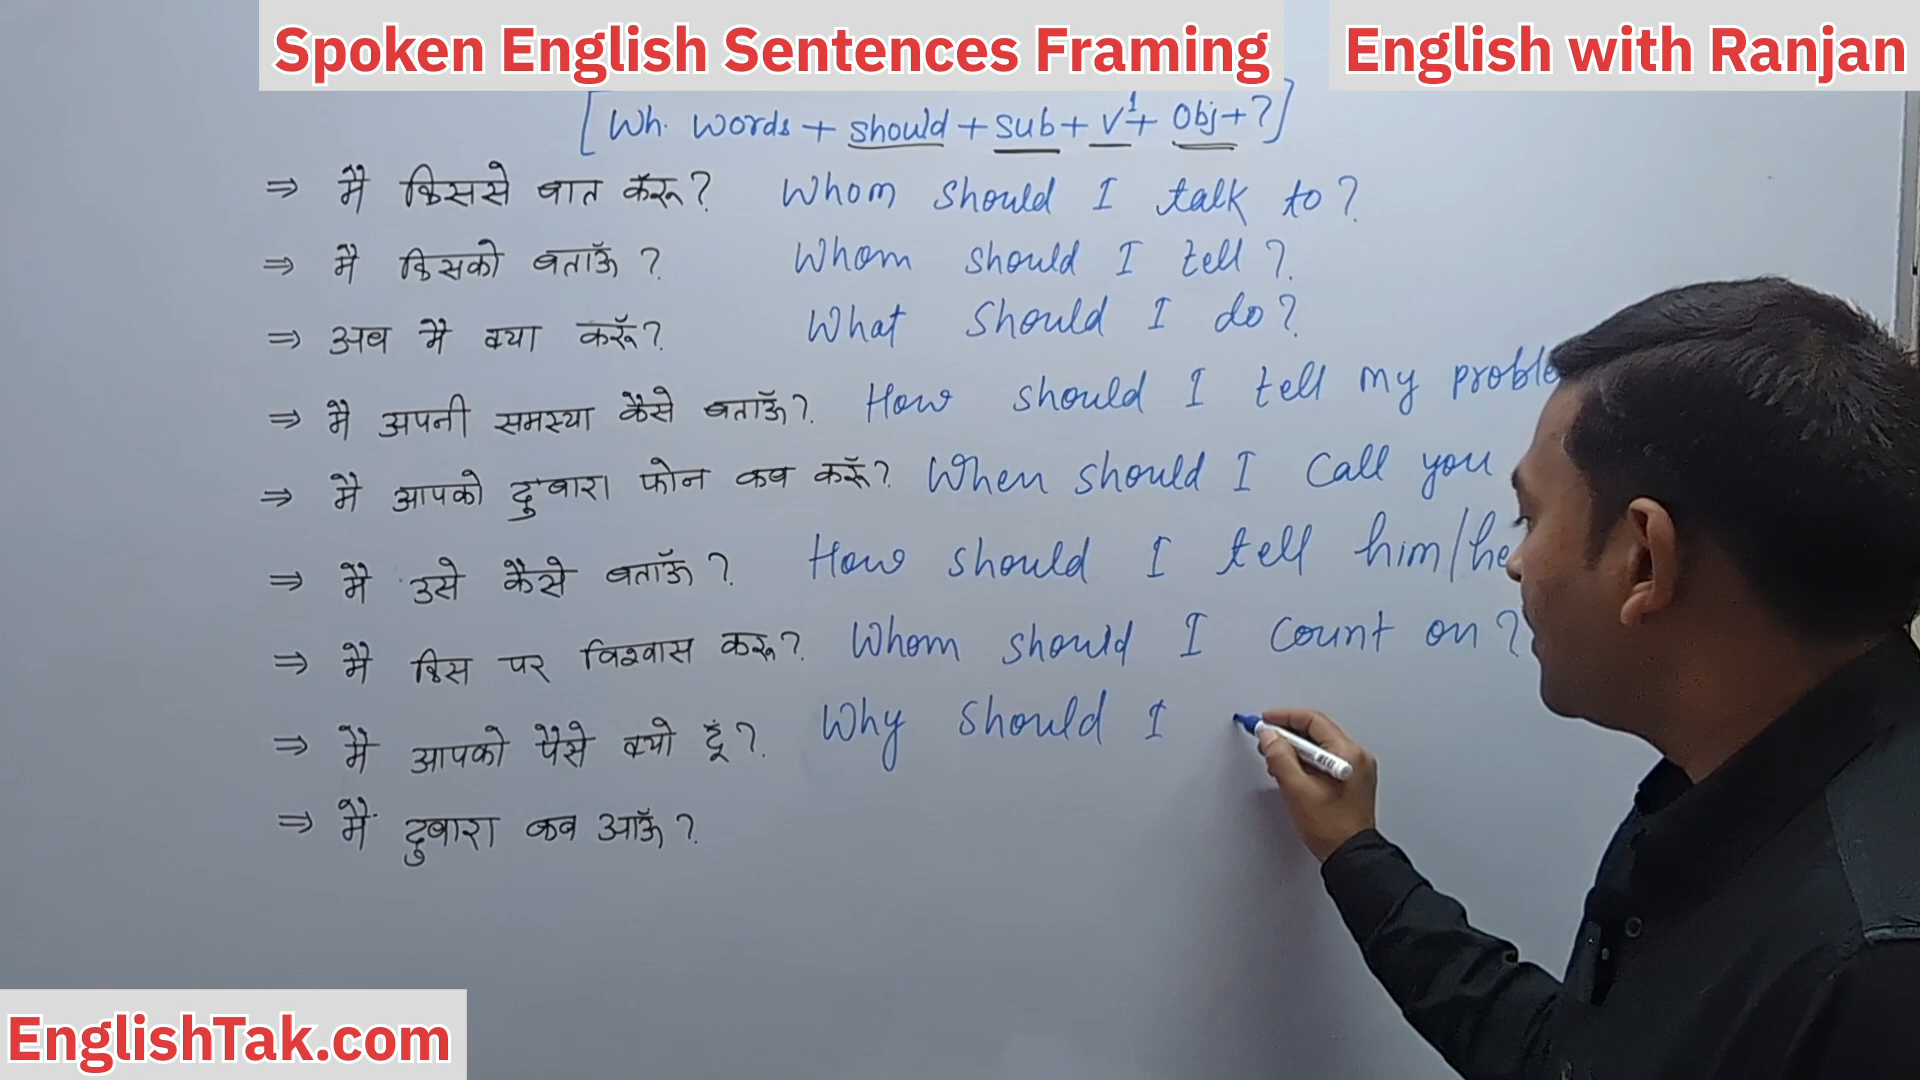 Spoken English Sentences Framing English with Ranjan
[Wh. words + should + sub + V¹ + Obj + ?]
⇒ मै किससे बात करू? Whom should I talk to?
⇒ मै किसको बताऊँ? Whom should I tell?
⇒ अब मै क्या करूँ? What should I do?
⇒ मै अपनी समस्या कैसे बताऊँ? How should I tell my proble
⇒ मै आपको दुबारा फोन कब करूँ? When should I call you
⇒ मै उसे कैसे बताऊँ? How should I tell him/he
⇒ मै किस पर विश्वास करू? Whom should I count on?
⇒ मै आपको पैसे क्यो दूँ? Why should I
⇒ मैं दुबारा कब आऊँ?
EnglishTak.com